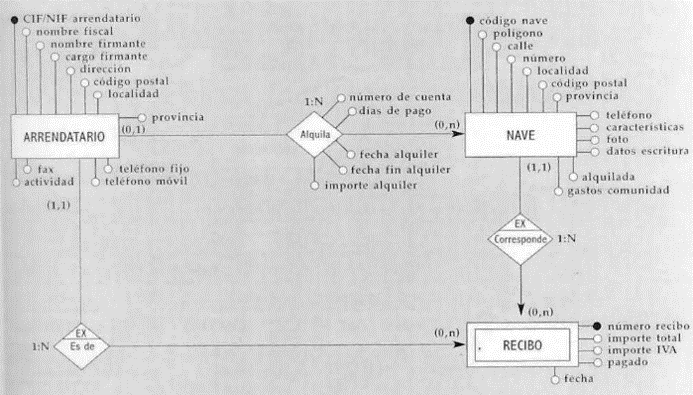 CIF/NIF arrendatario
nombre fiscal
nombre firmante
cargo firmante
dirección
código postal
localidad
provincia
ARRENDATARIO
(0,1)
fax
actividad
teléfono fijo
teléfono móvil
(1,1)
1:N
número de cuenta
dias de pago
Alquila
(0,n)
fecha alquiler
fecha fin alquiler
importe alquiler
código nave
poligono
calle
número
localidad
código postal
provincia
NAVE
teléfono
características
foto
datos escritura
(1,1)
alquilada
gastos comunidad
EX
Corresponde
1:N
(0,n)
EX
1:N
Es de
(0,n)
RECIBO
número recibo
importe total
importe IVA
pagado
fecha